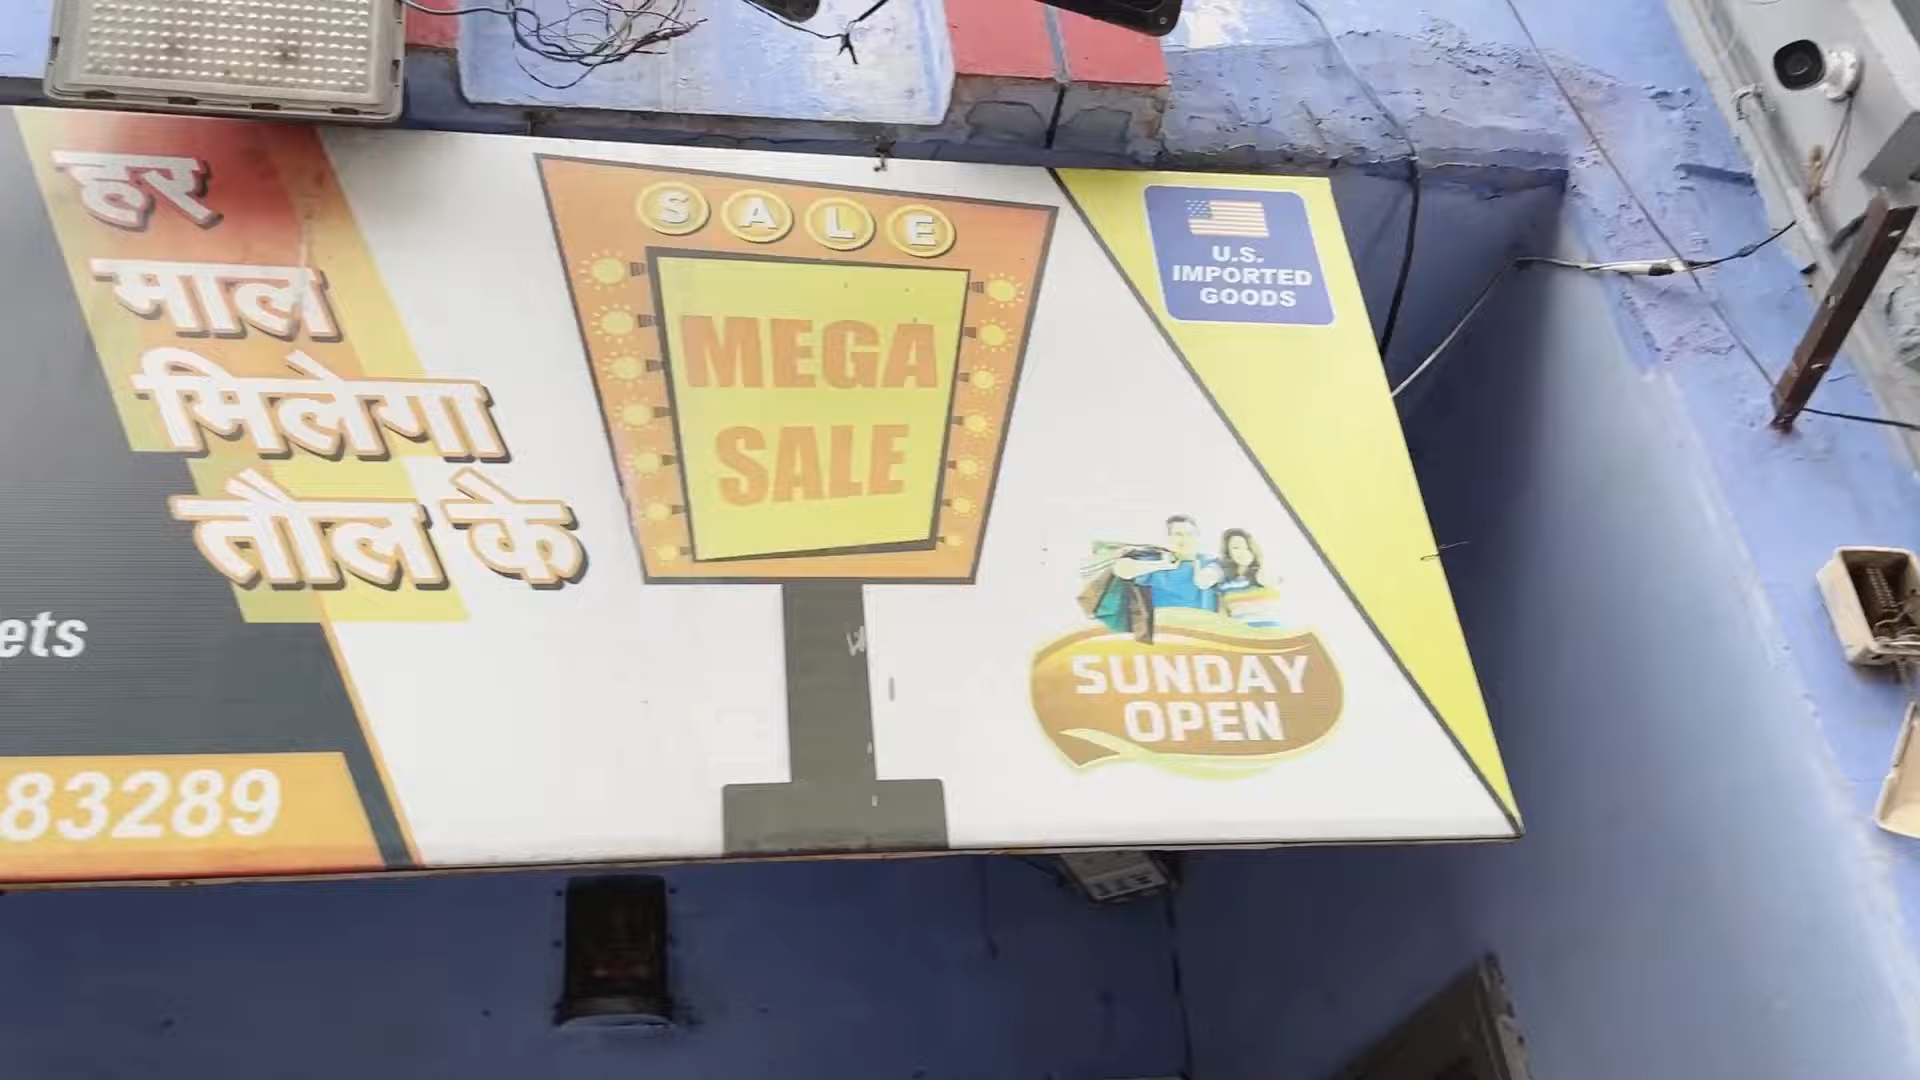 हर
माल
मिलेगा
तौल के
ets
83289
SALE
MEGA
SALE
U.S.
IMPORTED
GOODS
SUNDAY
OPEN